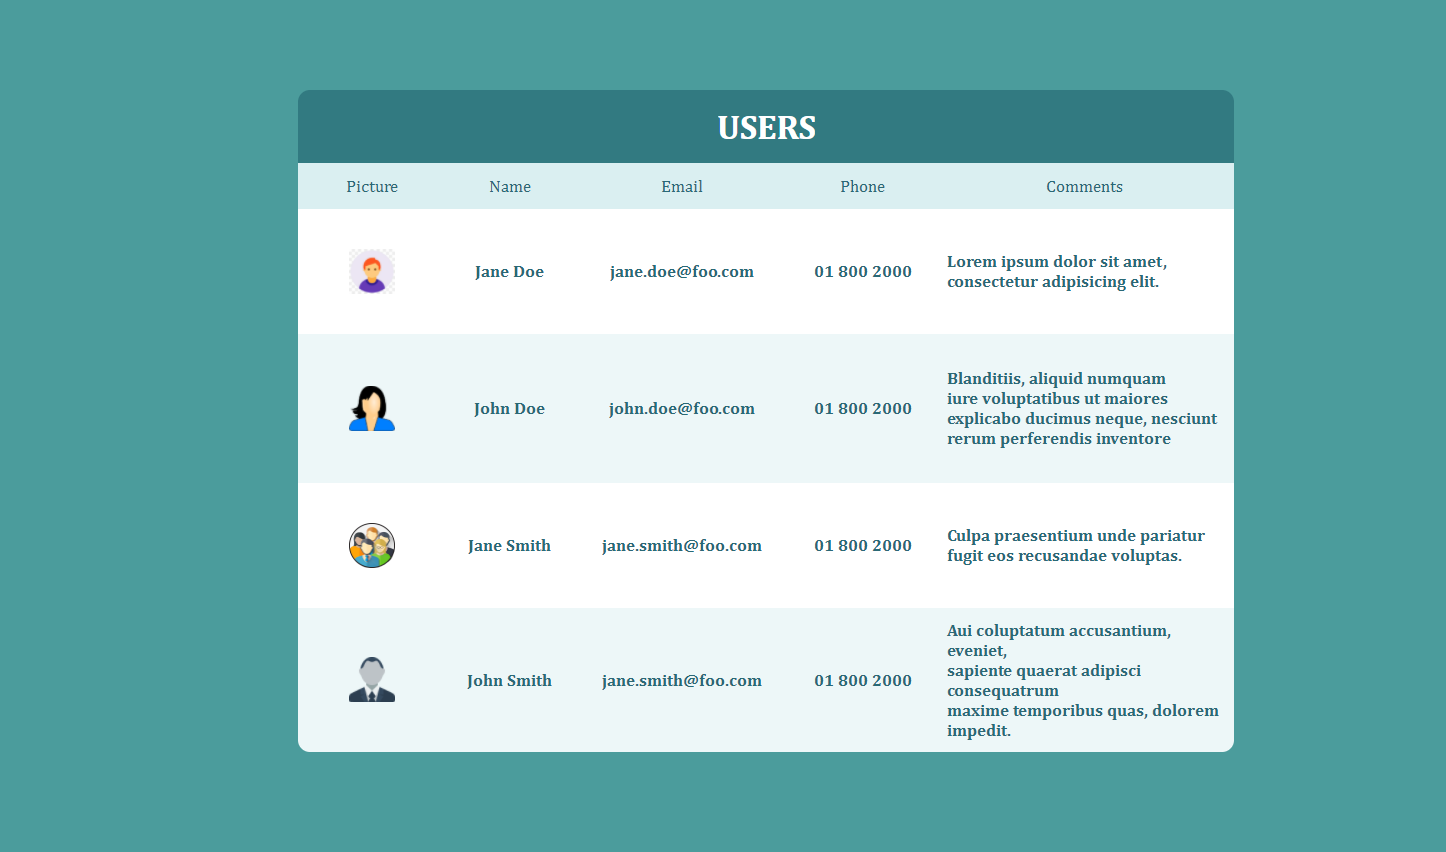 USERS
Picture Name Email Phone Comments
Jane Doe jane.doe@foo.com 01 800 2000 Lorem ipsum dolor sit amet,
consectetur adipisicing elit.
John Doe john.doe@foo.com 01 800 2000 Blanditiis, aliquid numquam
iure voluptatibus ut maiores
explicabo ducimus neque, nesciunt
rerum perferendis inventore
Jane Smith jane.smith@foo.com 01 800 2000 Culpa praesentium unde pariatur
fugit eos recusandae voluptas.
John Smith jane.smith@foo.com 01 800 2000 Aui coluptatum accusantium,
eveniet,
sapiente quaerat adipisci
consequatrum
maxime temporibus quas, dolorem
impedit.